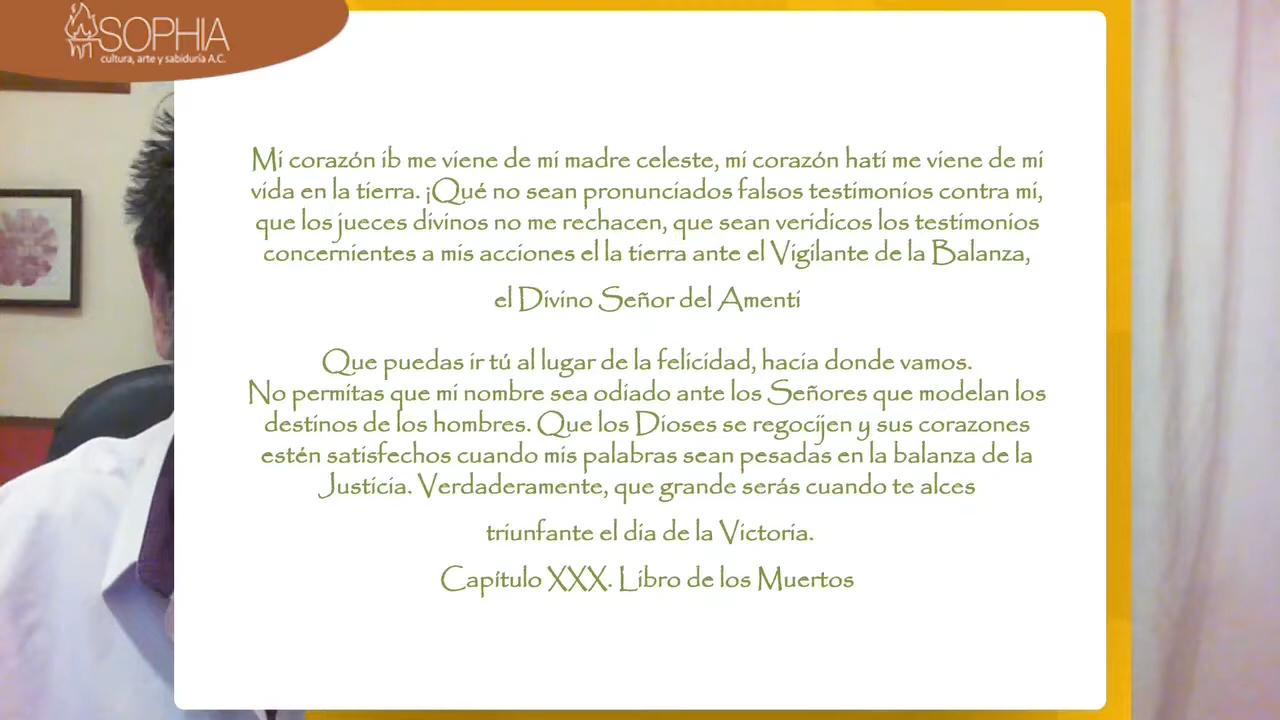 SOPHIA
cultura, arte y sabiduría A.C.
Mi corazón ib me viene de mi madre celeste, mi corazón hati me viene de mi
vida en la tierra. ¡Qué no sean pronunciados falsos testimonios contra mi,
que los jueces divinos no me rechacen, que sean veridicos los testimonios
concernientes a mis acciones el la tierra ante el Vigilante de la Balanza,
el Divino Señor del Amenti
Que puedas ir tú al lugar de la felicidad, hacia donde vamos.
No permitas que mi nombre sea odiado ante los Señores que modelan los
destinos de los hombres. Que los Dioses se regocijen y sus corazones
estén satisfechos cuando mis palabras sean pesadas en la balanza de la
Justicia. Verdaderamente, que grande serás cuando te alces
triunfante el dia de la Victoria.
Capítulo XXX. Libro de los Muertos